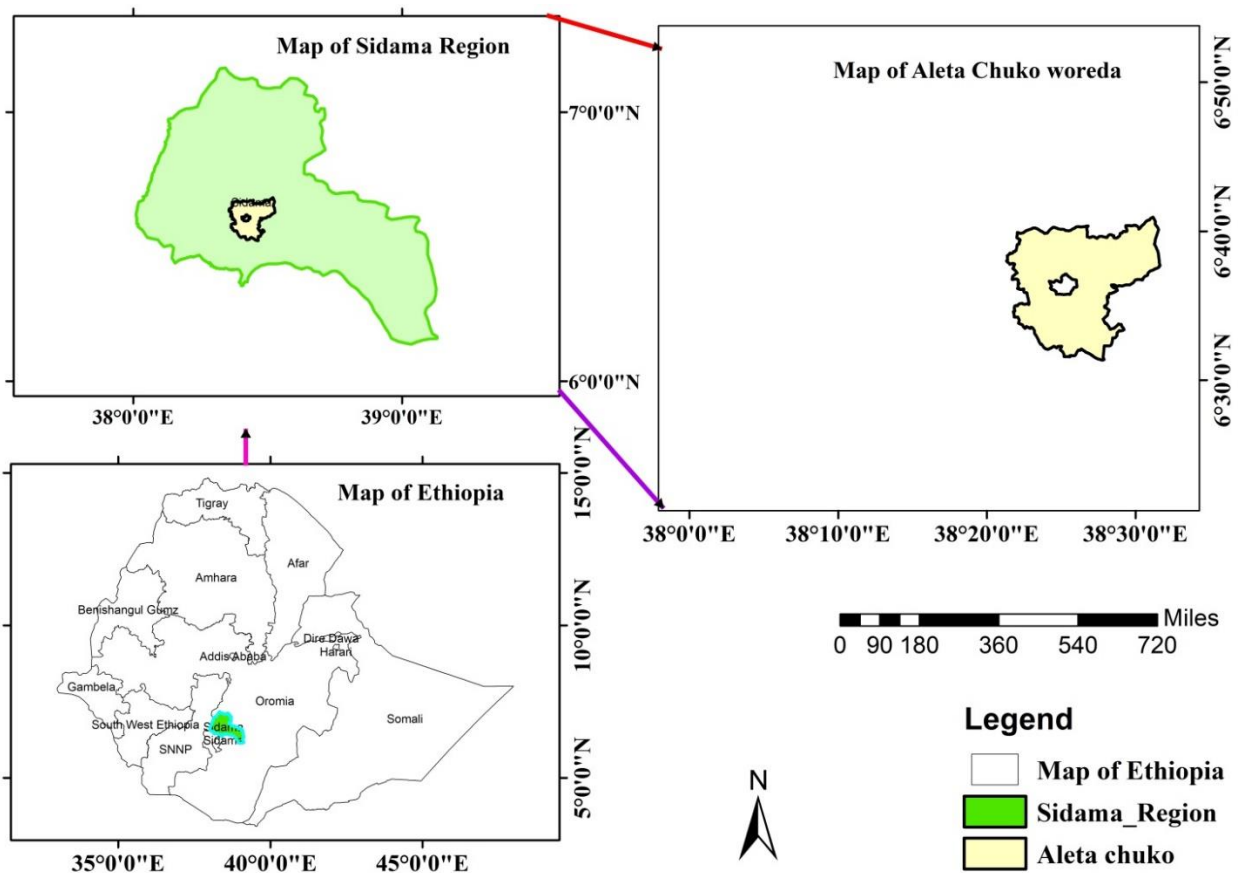 Map of Sidama Region
7°0'0"N
Sidama
6°0'0"N
38°0'0"E 39°0'0"E
Map of Aleta Chuko woreda
6°50'0"N
6°40'0"N
6°30'0"N
38°0'0"E 38°10'0"E 38°20'0"E 38°30'0"E
Map of Ethiopia
15°0'0"N
Tigray
Afar
Amhara
Benishangul Gumz
10°0'0"N
Dire Dawa
Harari
Addis Ababa
Gambela
Oromia
Somali
South West Ethiopia
Sidama
Sidama
SNNP
5°0'0"N
35°0'0"E 40°0'0"E 45°0'0"E
Miles
0 90 180 360 540 720
Legend
Map of Ethiopia
Sidama_Region
Aleta chuko
N